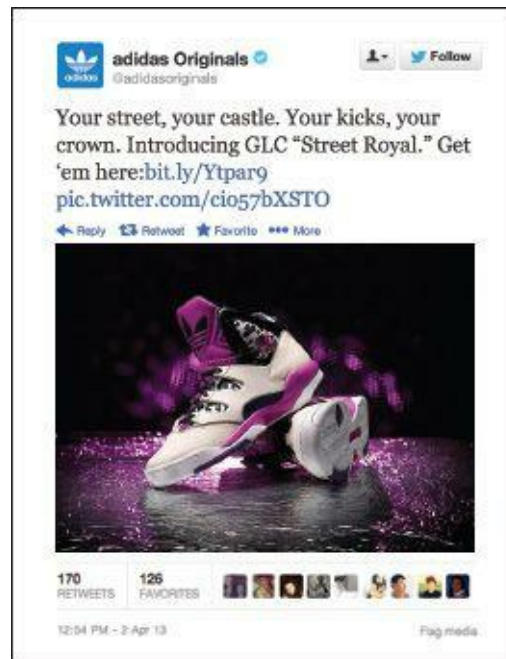 adidas
adidas Originals
@adidasoriginals
Follow
Your street, your castle. Your kicks, your
crown. Introducing GLC “Street Royal.” Get
‘em here:bit.ly/Ytpar9
pic.twitter.com/cio57bXSTO
Reply Retweet Favorite More
170 126
RETWEETS FAVORITES
12:54 PM - 2 Apr 13 Flag media